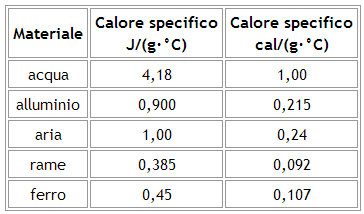 Materiale Calore specifico J/(g·°C) Calore specifico cal/(g·°C)
acqua 4,18 1,00
alluminio 0,900 0,215
aria 1,00 0,24
rame 0,385 0,092
ferro 0,45 0,107